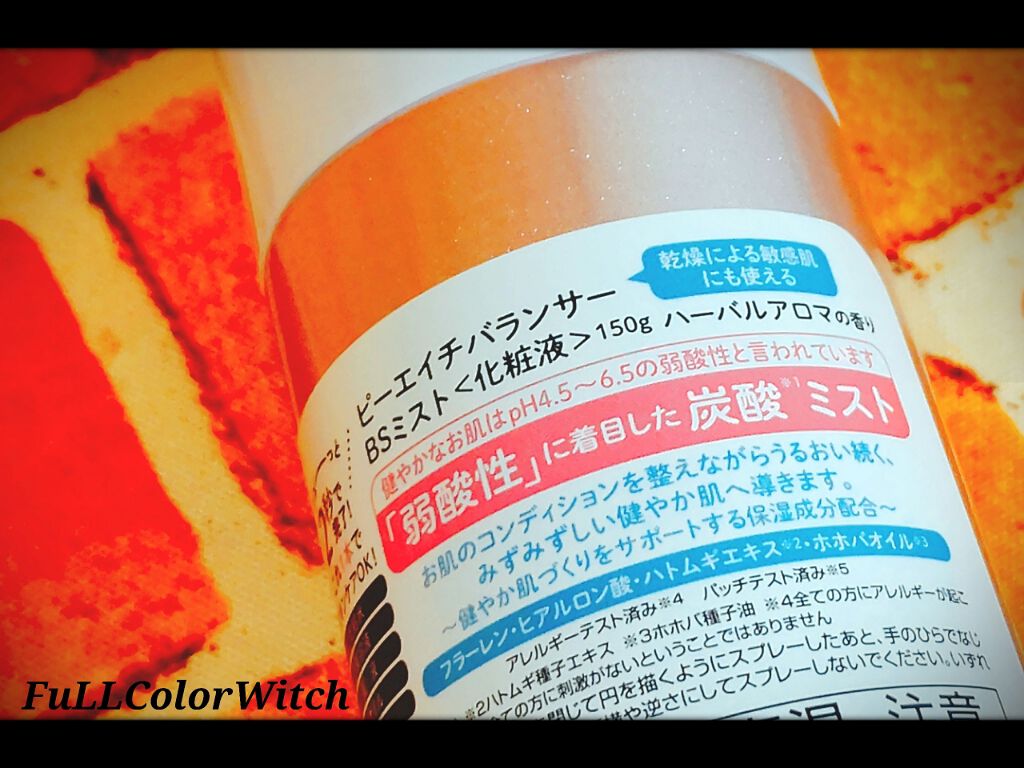 乾燥による敏感肌
にも使える
ピーエイチバランサー
BSミスト<化粧液>150g ハーバルアロマの香り
健やかなお肌はpH4.5~6.5の弱酸性と言われています
「弱酸性」に着目した 炭酸※1 ミスト
お肌のコンディションを整えながらうるおい続く、
みずみずしい健やか肌へ導きます。
~健やか肌づくりをサポートする保湿成分配合~
フラーレン・ヒアルロン酸・ハトムギエキス※2・ホホバオイル※3
アレルギーテスト済み※4 パッチテスト済み※5
※2ハトムギ種子エキス ※3ホホバ種子油 ※4全ての方にアレルギーが起こ
全ての方に刺激がないということではありません
閉じて円を描くようにスプレーしたあと、手のひらでなじ
逆さにしてスプレーしないでください。いずれ
注意
で
完了!
で
ケアOK!
FuLLColorWitch